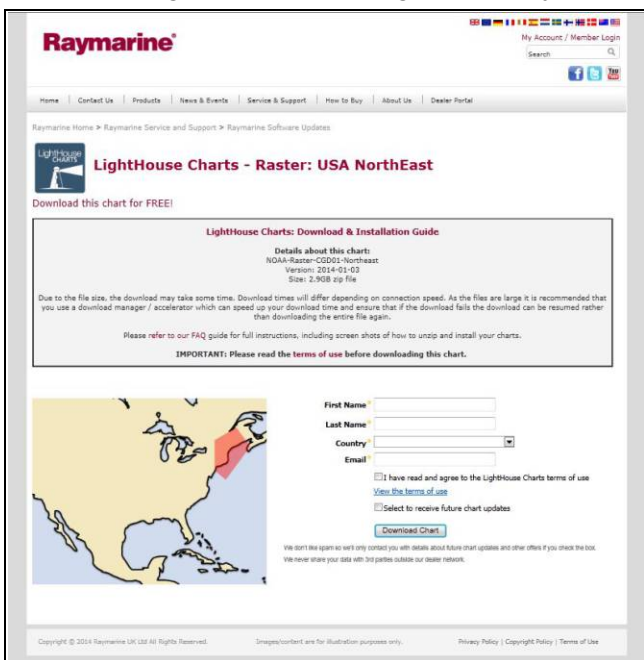 Raymarine®
My Account / Member Login
Search
f
You
Home | Contact Us | Products | News & Events | Service & Support | How to Buy | About Us | Dealer Portal
Raymarine Home > Raymarine Service and Support > Raymarine Software Updates
LightHouse
CHARTS
LightHouse Charts - Raster: USA NorthEast
Download this chart for FREE!
LightHouse Charts: Download & Installation Guide
Details about this chart:
NOAA-Raster-CGD01-Northeast
Version: 2014-01-03
Size: 2.9GB zip file
Due to the file size, the download may take some time. Download times will differ depending on connection speed. As the files are large it is recommended that
you use a download manager / accelerator which can speed up your download time and ensure that if the download fails the download can be resumed rather
than downloading the entire file again.
Please refer to our FAQ guide for full instructions, including screen shots of how to unzip and install your charts.
IMPORTANT: Please read the terms of use before downloading this chart.
First Name*
Last Name*
Country*
Email*
I have read and agree to the LightHouse Charts terms of use
View the terms of use
Select to receive future chart updates
Download Chart
We don't like spam so we'll only contact you with details about future chart updates and other offers if you check the box.
We never share your data with 3rd parties outside our dealer network.
Copyright © 2014 Raymarine UK Ltd All Rights Reserved.
Images/content are for illustration purposes only.
Privacy Policy | Copyright Policy | Terms of Use